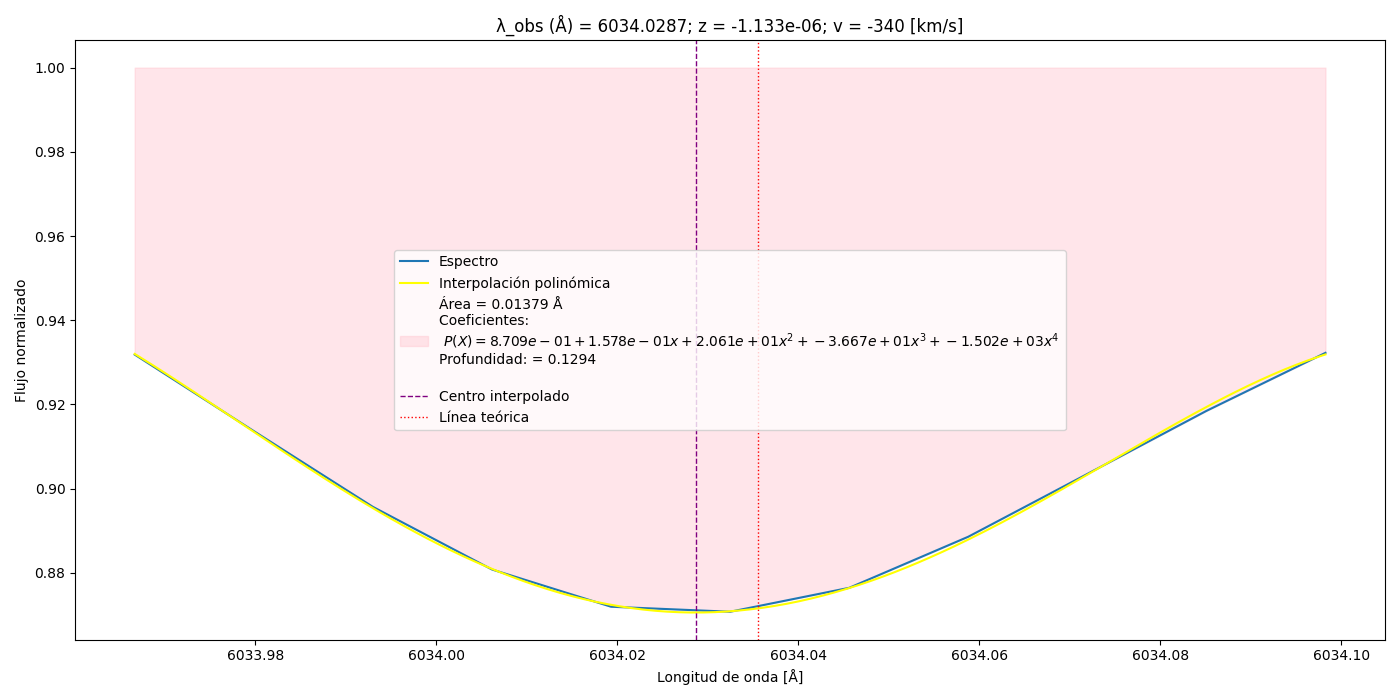 λ_obs (Å) = 6034.0287; z = -1.133e-06; v = -340 [km/s]
1.00
0.98
0.96
0.94
0.92
0.90
0.88
Flujo normalizado
Espectro
Interpolación polinómica
Área = 0.01379 Å
Coeficientes:
P(X) = 8.709e − 01 + 1.578e − 01x + 2.061e + 01x² + −3.667e + 01x³ + −1.502e + 03x⁴
Profundidad: = 0.1294
Centro interpolado
Línea teórica
6033.98 6034.00 6034.02 6034.04 6034.06 6034.08 6034.10
Longitud de onda [Å]